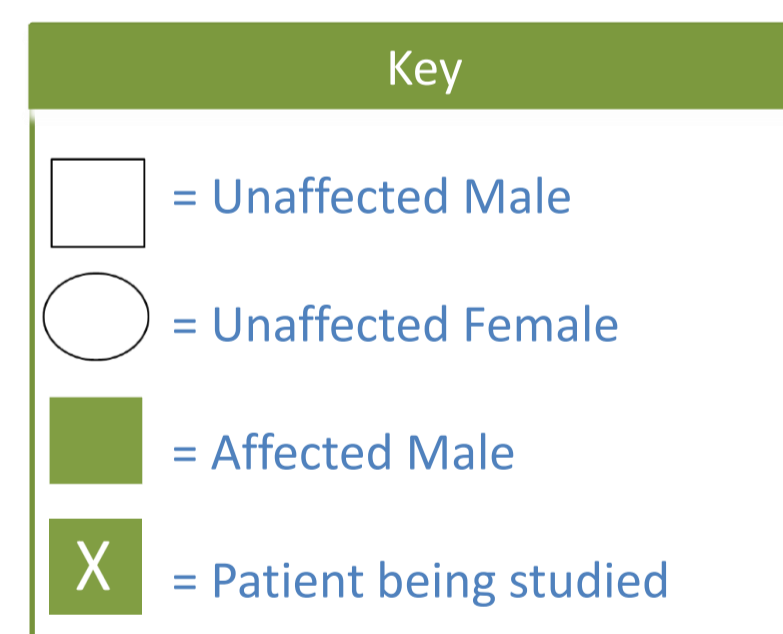 Key
= Unaffected Male
= Unaffected Female
= Affected Male
X = Patient being studied